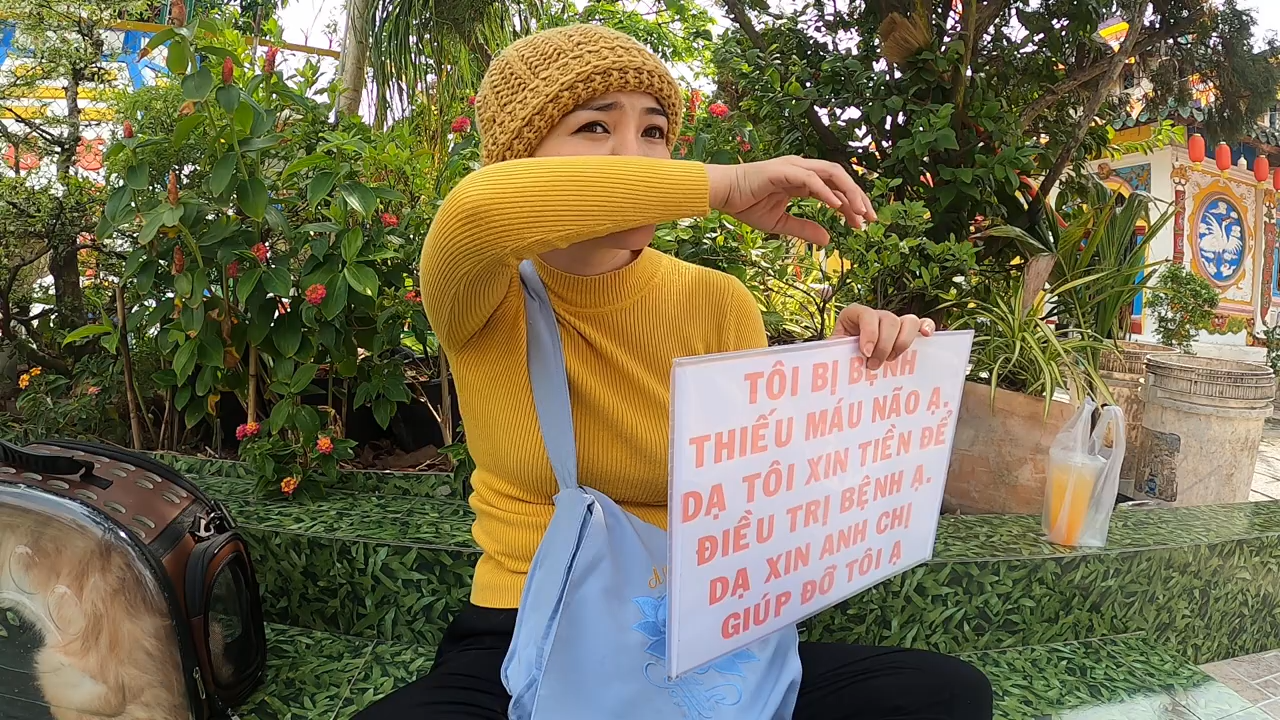 TÔI BỊ BỆNH
THIẾU MÁU NÃO Ạ.
DẠ TÔI XIN TIỀN ĐỂ
ĐIỀU TRỊ BỆNH Ạ.
DẠ XIN ANH CHỊ
GIÚP ĐỠ TÔI Ạ